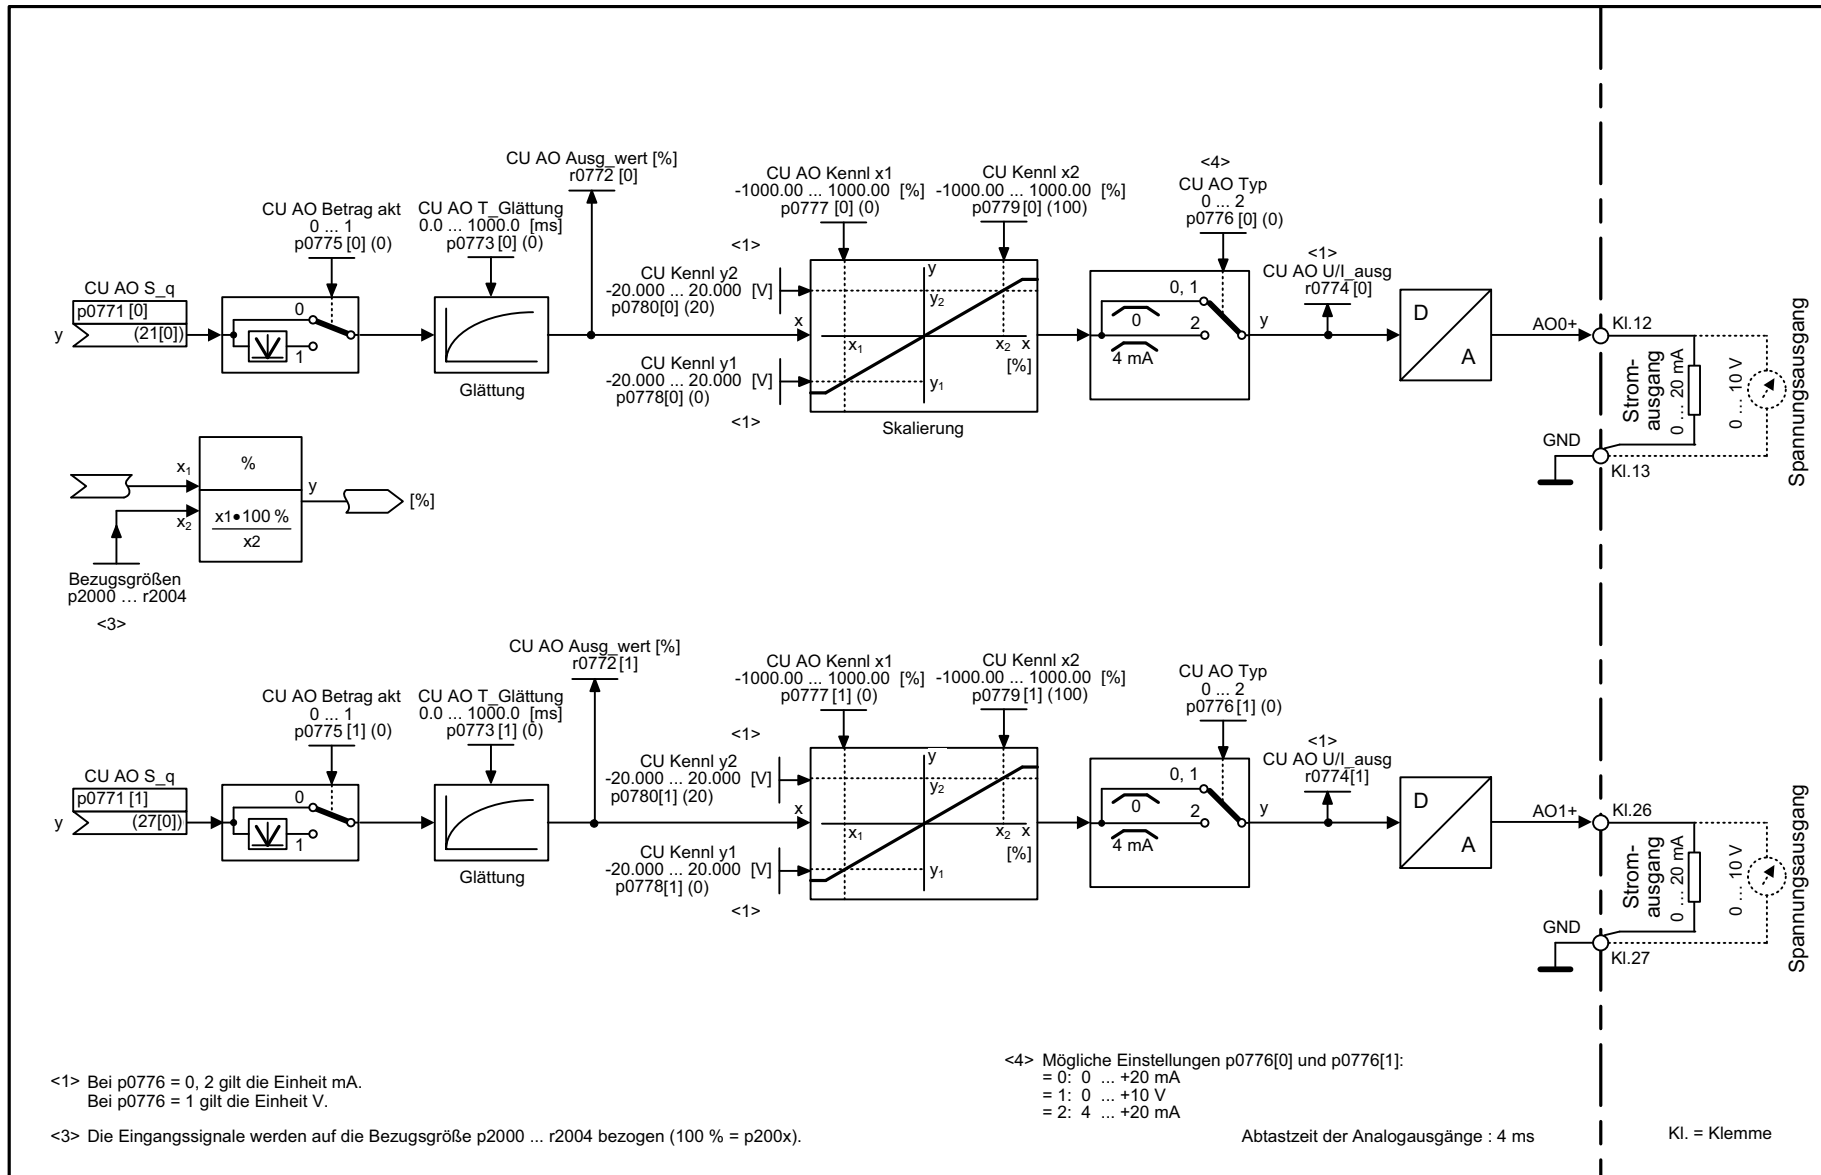 CU AO Ausg_wert [%]
r0772 [0]
CU AO Kennl x1
-1000.00 ... 1000.00 [%]
p0777 [0] (0)
CU Kennl x2
-1000.00 ... 1000.00 [%]
p0779 [0] (100)
<4>
CU AO Typ
0 ... 2
p0776 [0] (0)
CU AO Betrag akt
0 ... 1
p0775 [0] (0)
CU AO T_Glättung
0.0 ... 1000.0 [ms]
p0773 [0] (0)
<1>
CU Kennl y2
-20.000 ... 20.000 [V]
p0780[0] (20)
<1>
CU AO U/I_ausg
r0774 [0]
CU AO S_q
p0771 [0]
(21[0])
y
0
1
Glättung
x
CU Kennl y1
-20.000 ... 20.000 [V]
p0778[0] (0)
<1>
y
y2
x1
x2 x
[%]
y1
Skalierung
0, 1
0
2
4 mA
y
D
A
AO0+
Kl.12
Strom-
ausgang
0 ... 20 mA
0 ... 10 V
Spannungsausgang
GND
Kl.13
x1
%
y
[%]
x2
x1•100 %
x2
Bezugsgrößen
p2000 ... r2004
<3>
CU AO Ausg_wert [%]
r0772 [1]
CU AO Kennl x1
-1000.00 ... 1000.00 [%]
p0777 [1] (0)
CU Kennl x2
-1000.00 ... 1000.00 [%]
p0779 [1] (100)
CU AO Typ
0 ... 2
p0776 [1] (0)
CU AO Betrag akt
0 ... 1
p0775 [1] (0)
CU AO T_Glättung
0.0 ... 1000.0 [ms]
p0773 [1] (0)
<1>
CU Kennl y2
-20.000 ... 20.000 [V]
p0780[1] (20)
<1>
CU AO U/I_ausg
r0774[1]
CU AO S_q
p0771 [1]
(27[0])
y
0
1
Glättung
x
CU Kennl y1
-20.000 ... 20.000 [V]
p0778[1] (0)
<1>
y
y2
x1
x2 x
[%]
y1
0, 1
0
2
4 mA
y
D
A
AO1+
Kl.26
Strom-
ausgang
0 ... 20 mA
0 ... 10 V
Spannungsausgang
GND
Kl.27
<1> Bei p0776 = 0, 2 gilt die Einheit mA.
Bei p0776 = 1 gilt die Einheit V.
<3> Die Eingangssignale werden auf die Bezugsgröße p2000 ... r2004 bezogen (100 % = p200x).
<4> Mögliche Einstellungen p0776[0] und p0776[1]:
= 0: 0 ... +20 mA
= 1: 0 ... +10 V
= 2: 4 ... +20 mA
Abtastzeit der Analogausgänge : 4 ms
Kl. = Klemme